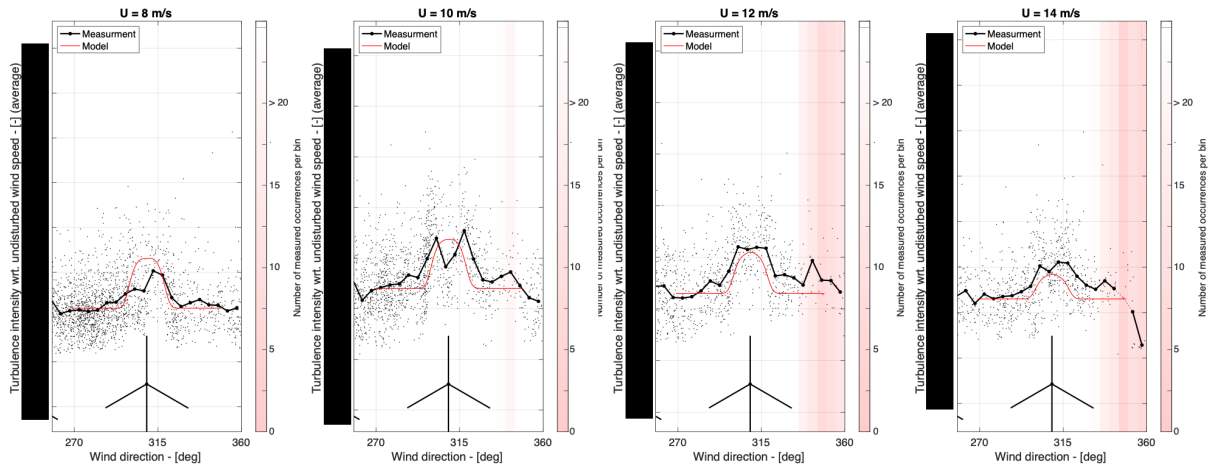 U = 8 m/s
Measurment
Model
Turbulence intensity wrt. undisturbed wind speed - [-] (average)
270
315
360
Wind direction - [deg]
> 20
15
10
5
0
Number of measured occurrences per bin
U = 10 m/s
Measurment
Model
Turbulence intensity wrt. undisturbed wind speed - [-] (average)
270
315
360
Wind direction - [deg]
> 20
15
10
5
0
Number of measured occurrences per bin
U = 12 m/s
Measurment
Model
Turbulence intensity wrt. undisturbed wind speed - [-] (average)
270
315
360
Wind direction - [deg]
> 20
15
10
5
0
Number of measured occurrences per bin
U = 14 m/s
Measurment
Model
Turbulence intensity wrt. undisturbed wind speed - [-] (average)
270
315
360
Wind direction - [deg]
> 20
15
10
5
0
Number of measured occurrences per bin